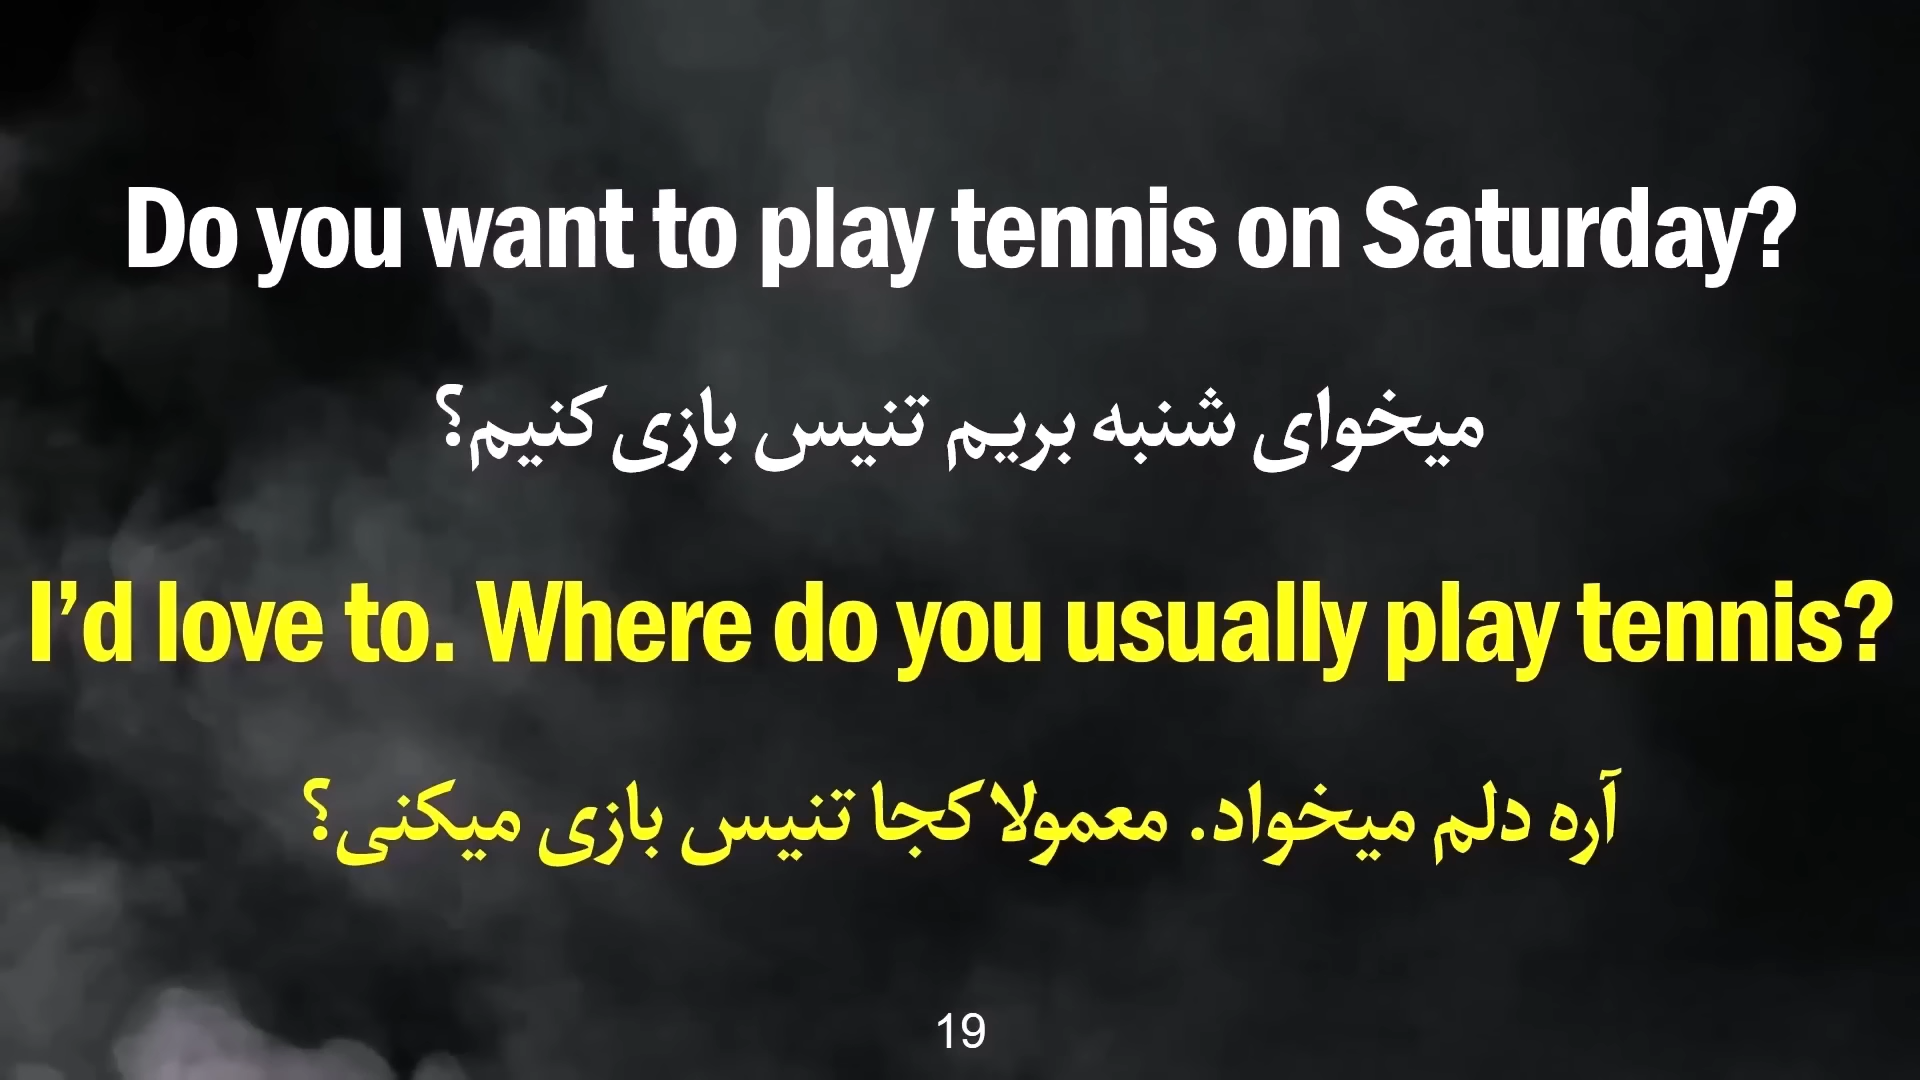 Do you want to play tennis on Saturday?
میخوای شنبه بریم تنیس بازی کنیم؟
I’d love to. Where do you usually play tennis?
آره دلم میخواد. معمولا کجا تنیس بازی میکنی؟
19